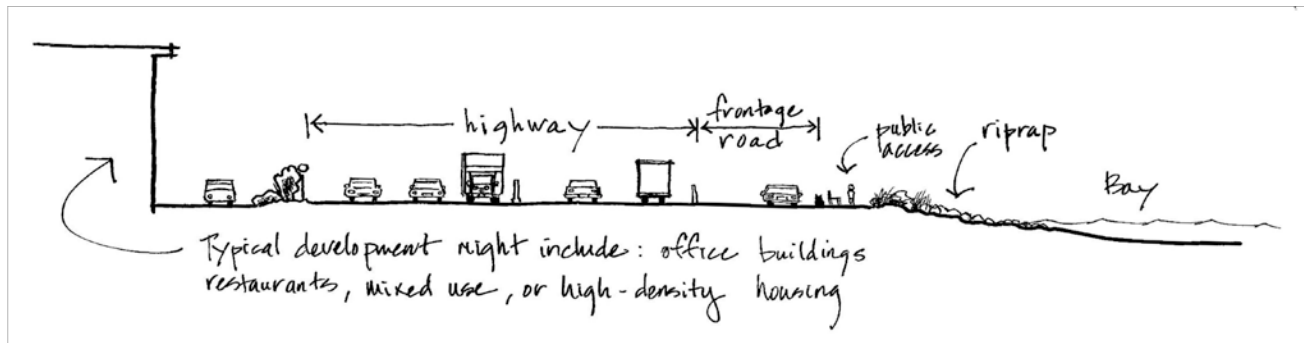 highway
frontage
road
public
access
riprap
Bay
Typical development might include: office buildings
restaurants, mixed use, or high-density housing